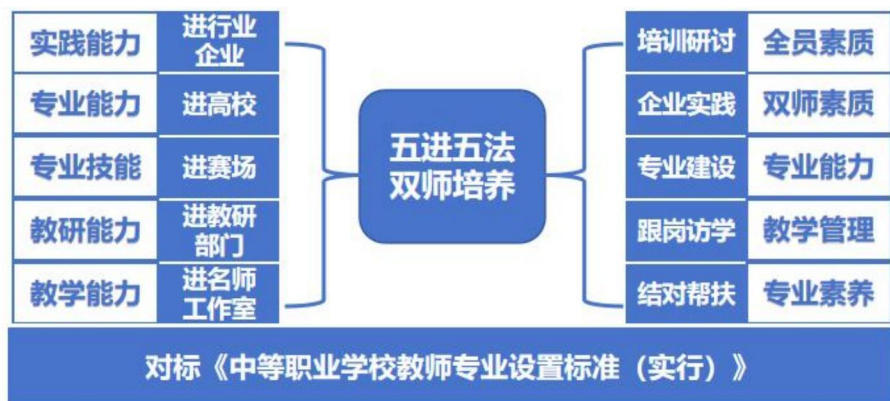 实践能力
进行业
企业
专业能力
进高校
专业技能
进赛场
教研能力
进教研
部门
教学能力
进名师
工作室
五进五法
双师培养
培训研讨
全员素质
企业实践
双师素质
专业建设
专业能力
跟岗访学
教学管理
结对帮扶
专业素养
对标《中等职业学校教师专业设置标准（实行）》